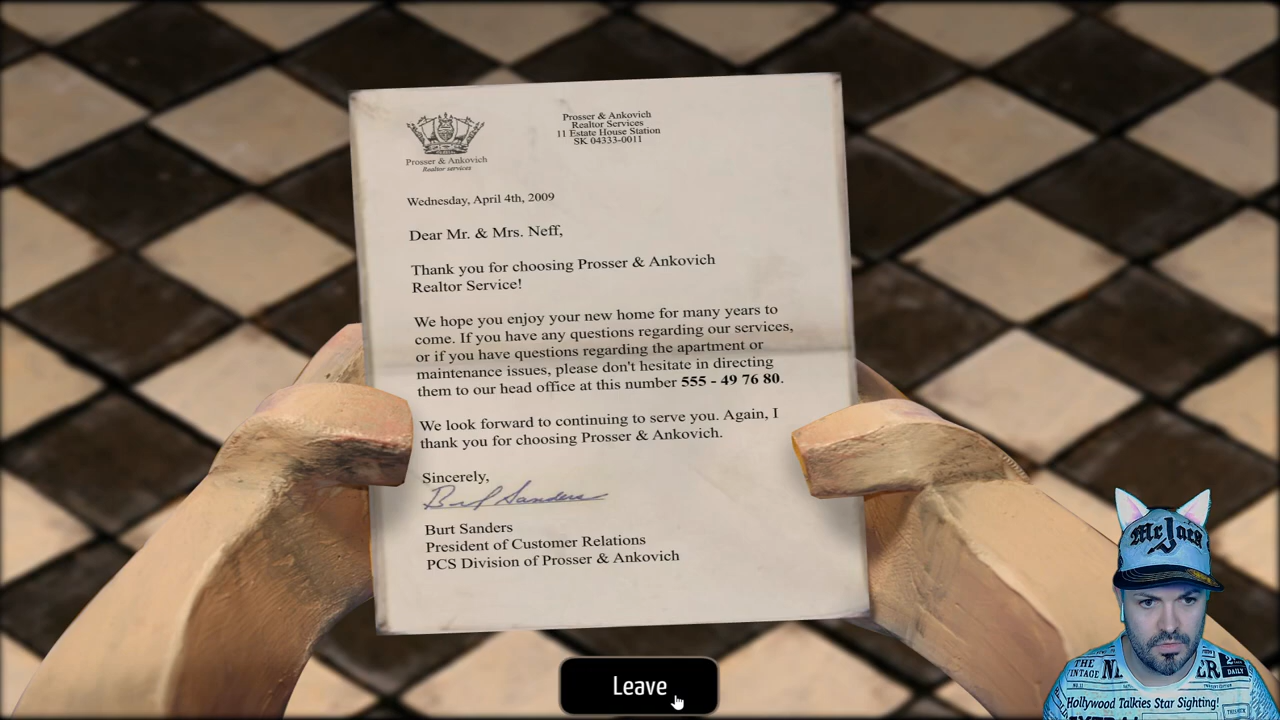 Prosser & Ankovich
Realtor services
Prosser & Ankovich
Realtor Services
11 Estate House Station
SK 04333-0011
Wednesday, April 4th, 2009
Dear Mr. & Mrs. Neff,
Thank you for choosing Prosser & Ankovich
Realtor Service!
We hope you enjoy your new home for many years to
come. If you have any questions regarding our services,
or if you have questions regarding the apartment or
maintenance issues, please don't hesitate in directing
them to our head office at this number 555 - 49 76 80.
We look forward to continuing to serve you. Again, I
thank you for choosing Prosser & Ankovich.
Sincerely,
Burt Sanders
Burt Sanders
President of Customer Relations
PCS Division of Prosser & Ankovich
Leave
Mr.Jacs
THE
VINTAGE
DAILY
Hollywood Talkies Star Sighting!